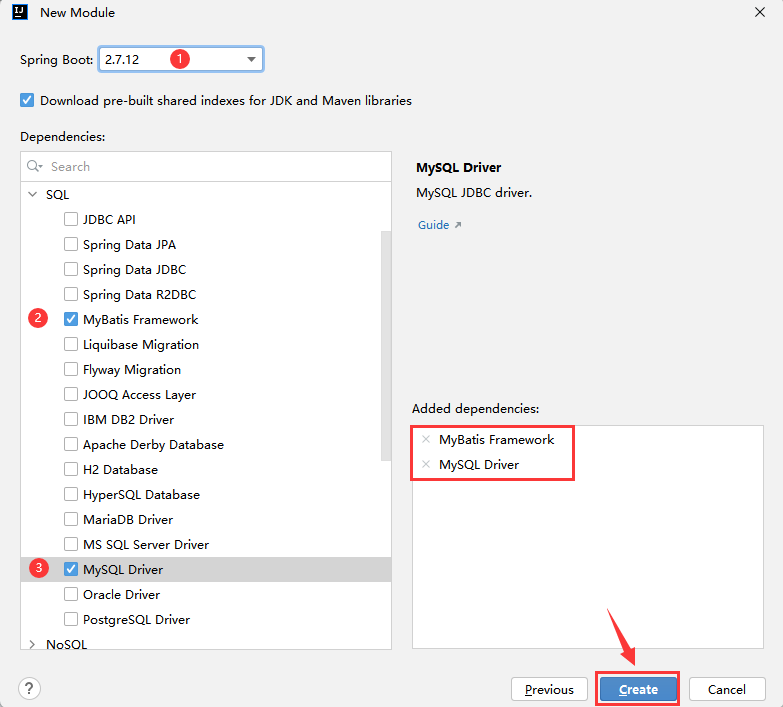 IJ New Module
Spring Boot: 2.7.12 1
Download pre-built shared indexes for JDK and Maven libraries
Dependencies:
Search
SQL
JDBC API
Spring Data JPA
Spring Data JDBC
Spring Data R2DBC
2 MyBatis Framework
Liquibase Migration
Flyway Migration
JOOQ Access Layer
IBM DB2 Driver
Apache Derby Database
H2 Database
HyperSQL Database
MariaDB Driver
MS SQL Server Driver
3 MySQL Driver
Oracle Driver
PostgreSQL Driver
NoSQL
MySQL Driver
MySQL JDBC driver.
Guide
Added dependencies:
MyBatis Framework
MySQL Driver
? Previous Create Cancel